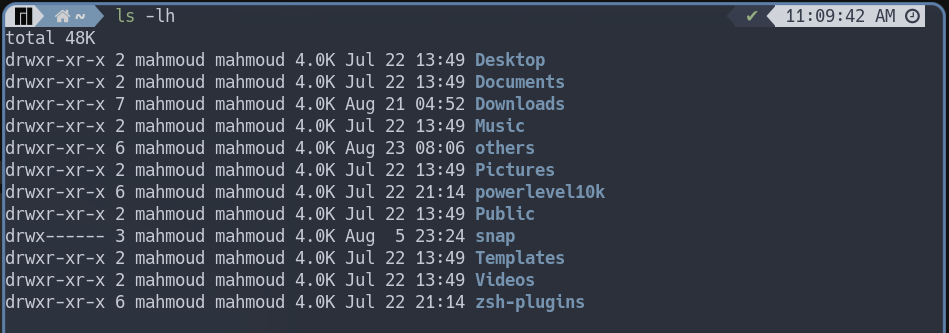 ~ ls -lh ✔ 11:09:42 AM
total 48K
drwxr-xr-x 2 mahmoud mahmoud 4.0K Jul 22 13:49 Desktop
drwxr-xr-x 2 mahmoud mahmoud 4.0K Jul 22 13:49 Documents
drwxr-xr-x 7 mahmoud mahmoud 4.0K Aug 21 04:52 Downloads
drwxr-xr-x 2 mahmoud mahmoud 4.0K Jul 22 13:49 Music
drwxr-xr-x 6 mahmoud mahmoud 4.0K Aug 23 08:06 others
drwxr-xr-x 2 mahmoud mahmoud 4.0K Jul 22 13:49 Pictures
drwxr-xr-x 6 mahmoud mahmoud 4.0K Jul 22 21:14 powerlevel10k
drwxr-xr-x 2 mahmoud mahmoud 4.0K Jul 22 13:49 Public
drwx------ 3 mahmoud mahmoud 4.0K Aug  5 23:24 snap
drwxr-xr-x 2 mahmoud mahmoud 4.0K Jul 22 13:49 Templates
drwxr-xr-x 2 mahmoud mahmoud 4.0K Jul 22 13:49 Videos
drwxr-xr-x 6 mahmoud mahmoud 4.0K Jul 22 21:14 zsh-plugins